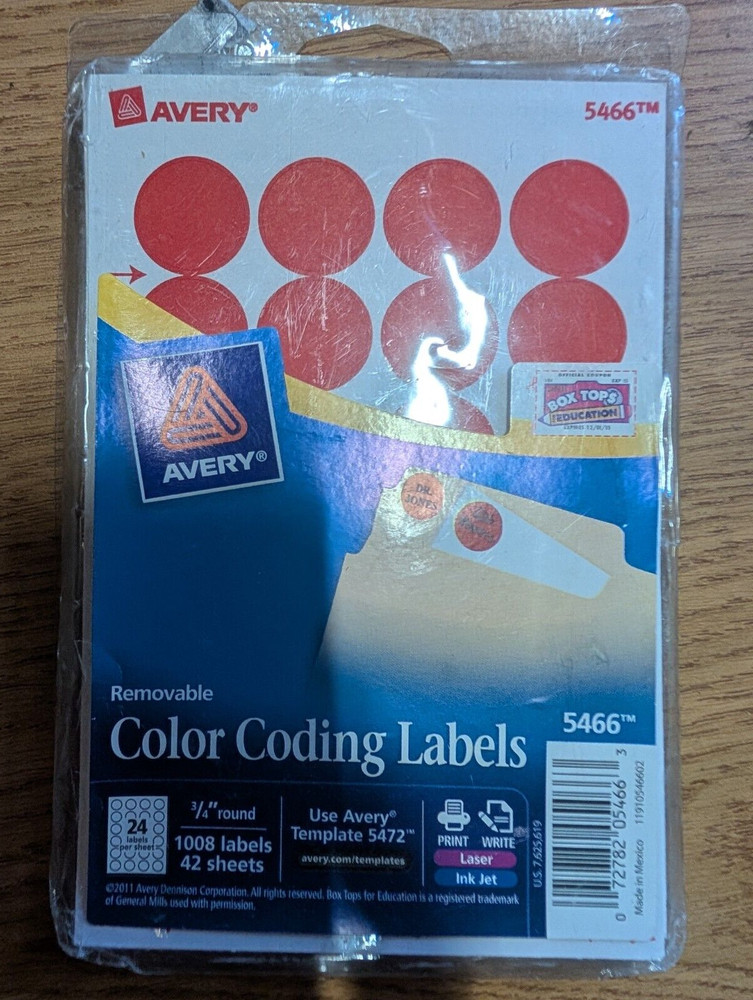 AVERY®
5466™
OFFICIAL COUPON
BOX TOPS
EDUCATION
AVERY®
DR.
JONES
Removable
Color Coding Labels
5466™
24
labels
per sheet
3/4" round
1008 labels
42 sheets
Use Avery®
Template 5472™
avery.com/templates
PRINT WRITE
Laser
Ink Jet
U.S. 7,625,619
0 72782 05466 3
Made in Mexico 11910546602
©2011 Avery Dennison Corporation. All rights reserved. Box Tops for Education is a registered trademark
of General Mills used with permission.